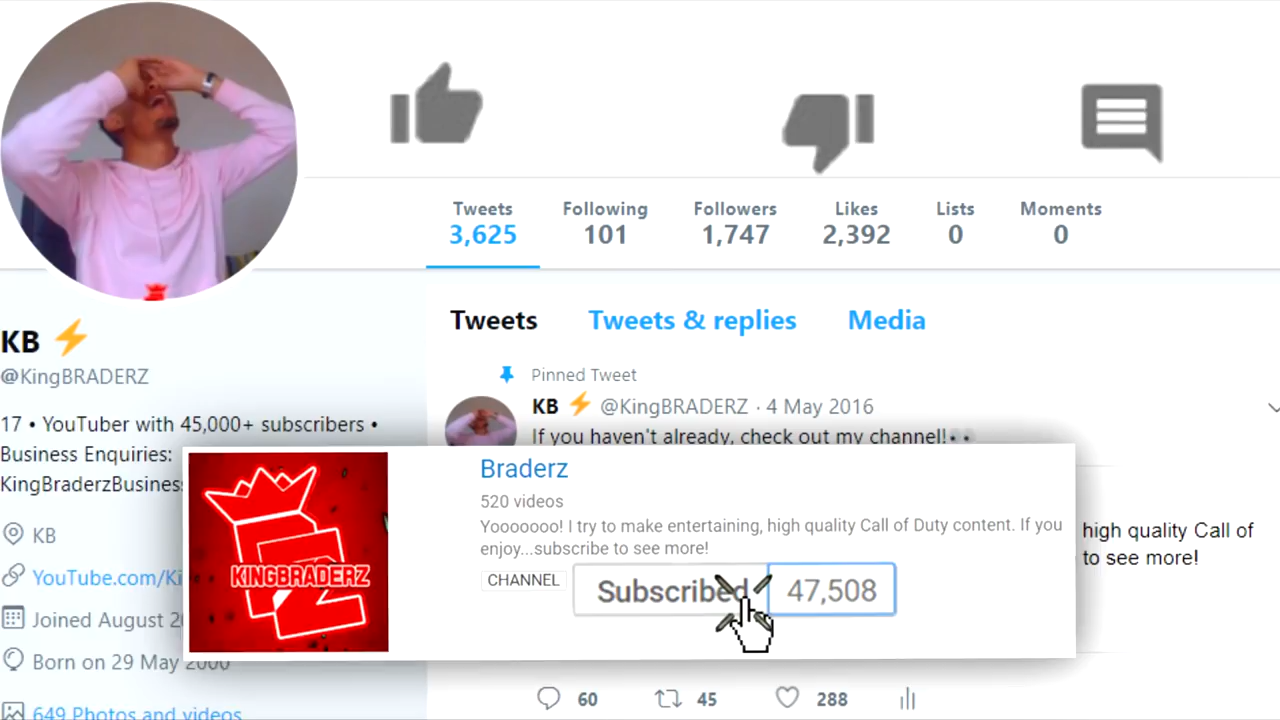 Tweets Following Followers Likes Lists Moments
3,625 101 1,747 2,392 0 0
Tweets Tweets & replies Media
KB ⚡
@KingBRADERZ
17 • YouTuber with 45,000+ subscribers •
Business Enquiries:
KingBraderzBusiness
KB
YouTube.com/Ki
Joined August 2
Born on 29 May 2000
649 Photos and videos
Pinned Tweet
KB ⚡ @KingBRADERZ · 4 May 2016
If you haven't already, check out my channel!👀
high quality Call of
to see more!
KINGBRADERZ
Braderz
520 videos
Yooooooo! I try to make entertaining, high quality Call of Duty content. If you
enjoy...subscribe to see more!
CHANNEL
Subscribed 47,508
60 45 288